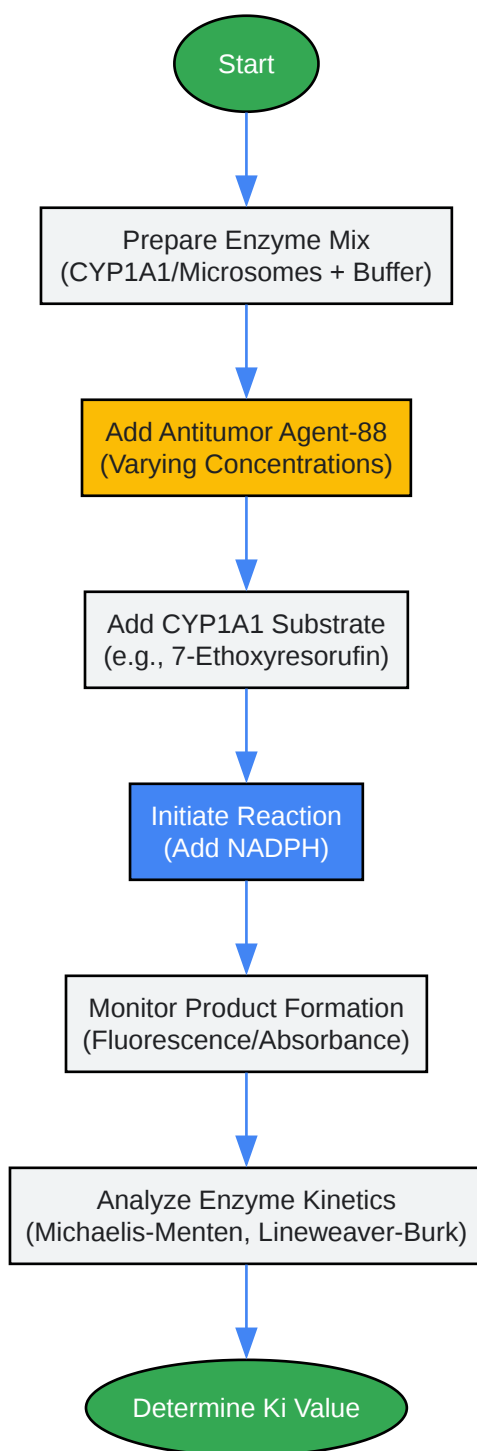 Start
Prepare Enzyme Mix
(CYP1A1/Microsomes + Buffer)
Add Antitumor Agent-88
(Varying Concentrations)
Add CYP1A1 Substrate
(e.g., 7-Ethoxyresorufin)
Initiate Reaction
(Add NADPH)
Monitor Product Formation
(Fluorescence/Absorbance)
Analyze Enzyme Kinetics
(Michaelis-Menten, Lineweaver-Burk)
Determine Ki Value